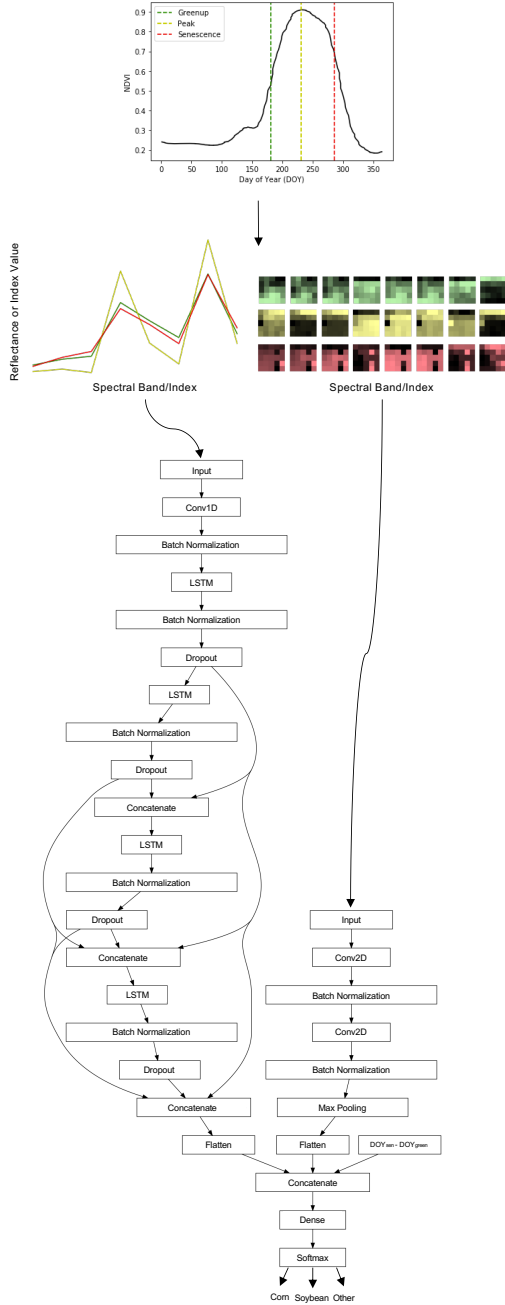 Greenup
Peak
Senescence
0.9
0.8
0.7
0.6
0.5
0.4
0.3
0.2
NDVI
0 50 100 150 200 250 300 350
Day of Year (DOY)
Reflectance or Index Value
Spectral Band/Index
Spectral Band/Index
Input
Conv1D
Batch Normalization
LSTM
Batch Normalization
Dropout
LSTM
Batch Normalization
Dropout
Concatenate
LSTM
Batch Normalization
Dropout
Concatenate
LSTM
Batch Normalization
Dropout
Concatenate
Flatten
Input
Conv2D
Batch Normalization
Conv2D
Batch Normalization
Max Pooling
Flatten
DOYsen - DOYgreen
Concatenate
Dense
Softmax
Corn Soybean Other